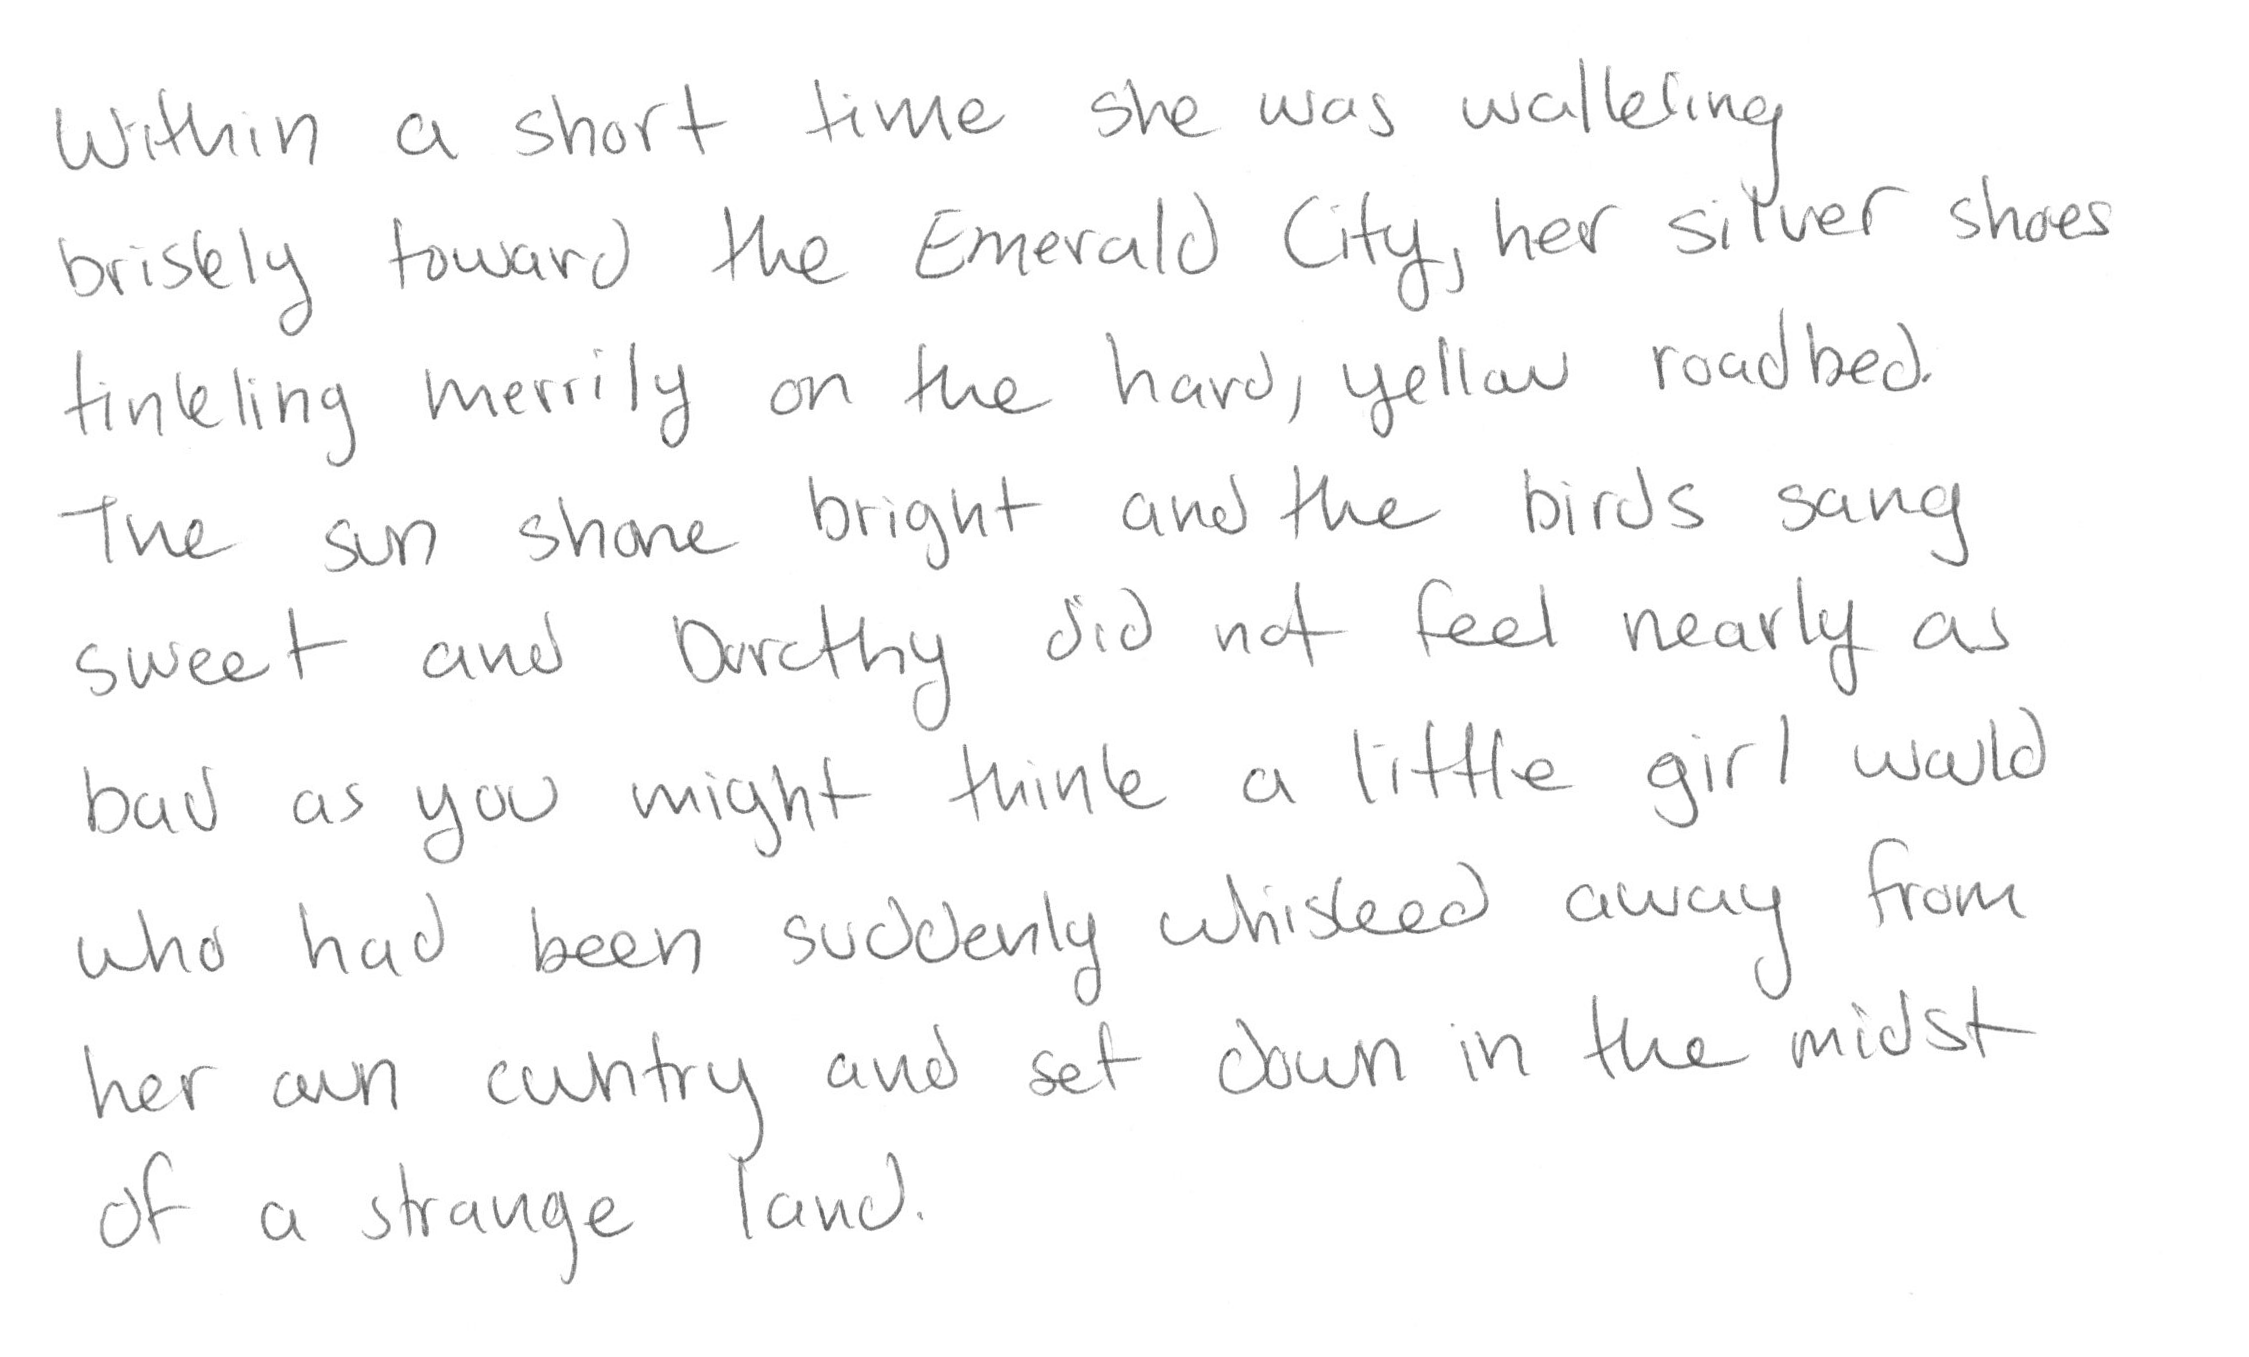 Within a short time she was walking
briskly toward the Emerald City, her silver shoes
tinkling merrily on the hard, yellow roadbed.
The sun shone bright and the birds sang
sweet and Dorothy did not feel nearly as
bad as you might think a little girl would
who had been suddenly whisked away from
her own country and set down in the midst
of a strange land.